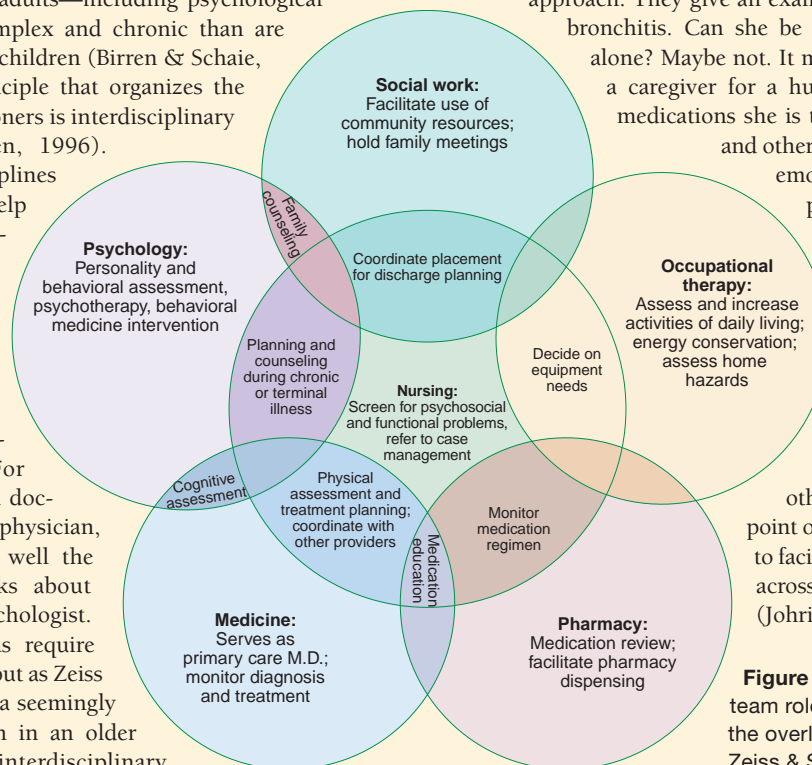 adults—including psychological
mplex and chronic than are
children (Birren & Schaie,
ciple that organizes the
oners is interdisciplinary
en, 1996).
plines
elp
-
-
For
doc-
physician,
well the
ks about
chologist.
s require
out as Zeiss
a seemingly
n in an older
interdisciplinary
Social work:
Facilitate use of
community resources;
hold family meetings
Family
counseling
Psychology:
Personality and
behavioral assessment,
psychotherapy, behavioral
medicine intervention
Coordinate placement
for discharge planning
Occupational
therapy:
Assess and increase
activities of daily living;
energy conservation;
assess home
hazards
Planning and
counseling
during chronic
or terminal
illness
Decide on
equipment
needs
Nursing:
Screen for psychosocial
and functional problems,
refer to case
management
Cognitive
assessment
Physical
assessment and
treatment planning;
coordinate with
other providers
Medication
education
Monitor
medication
regimen
Medicine:
Serves as
primary care M.D.;
monitor diagnosis
and treatment
Pharmacy:
Medication review;
facilitate pharmacy
dispensing
approach. They give an exam
bronchitis. Can she be
alone? Maybe not. It m
a caregiver for a hu
medications she is t
and other
emo
p
oth
point o
to faci
across
(Johri
Figure
team role
the overl
Zeiss & S